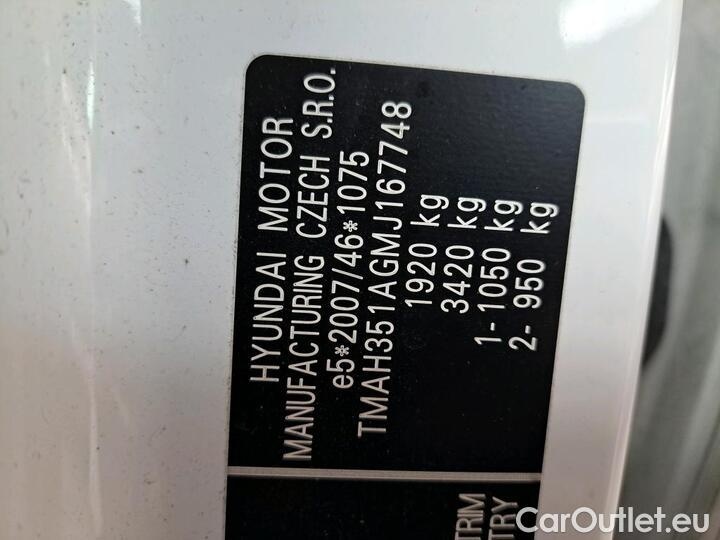 HYUNDAI MOTOR
MANUFACTURING CZECH S.R.O.
e5*2007/46*1075
TMAH351AGMJ167748
1920 kg
3420 kg
1- 1050 kg
2- 950 kg
TRIM
TRY
CarOutlet.eu